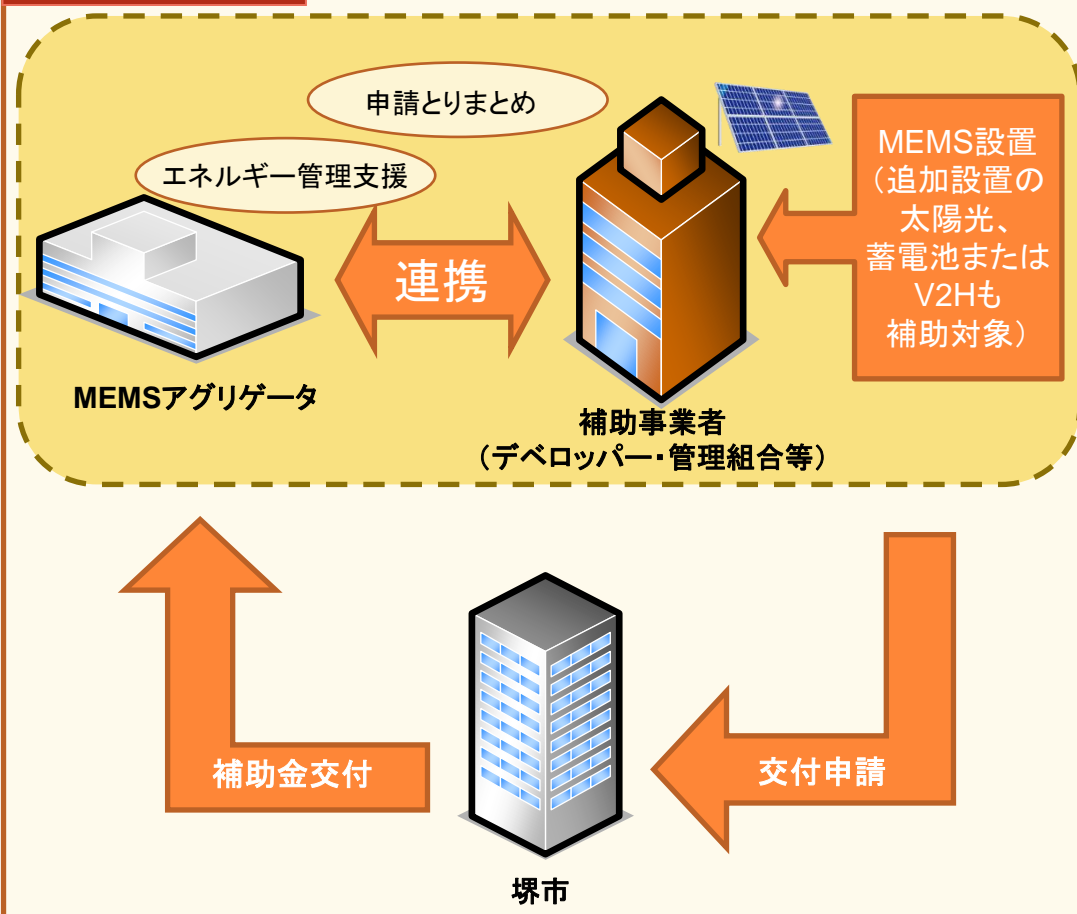 申請とりまとめ
エネルギー管理支援
MEMS設置
（追加設置の
太陽光、
蓄電池または
V2Hも
補助対象）
連携
MEMSアグリゲータ
補助事業者
（デベロッパー・管理組合等）
補助金交付
交付申請
堺市